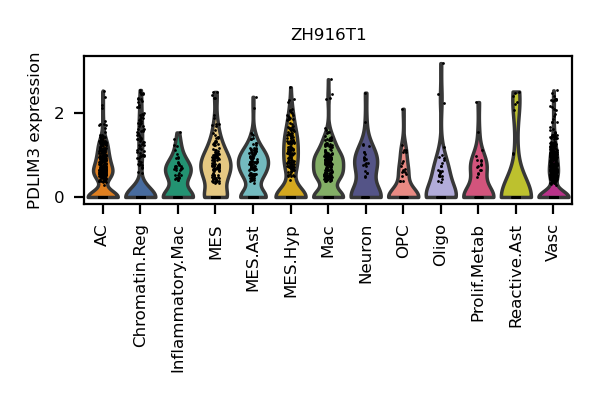 ZH916T1
PDLIM3 expression
2
0
AC
Chromatin.Reg
Inflammatory.Mac
MES
MES.Ast
MES.Hyp
Mac
Neuron
OPC
Oligo
Prolif.Metab
Reactive.Ast
Vasc